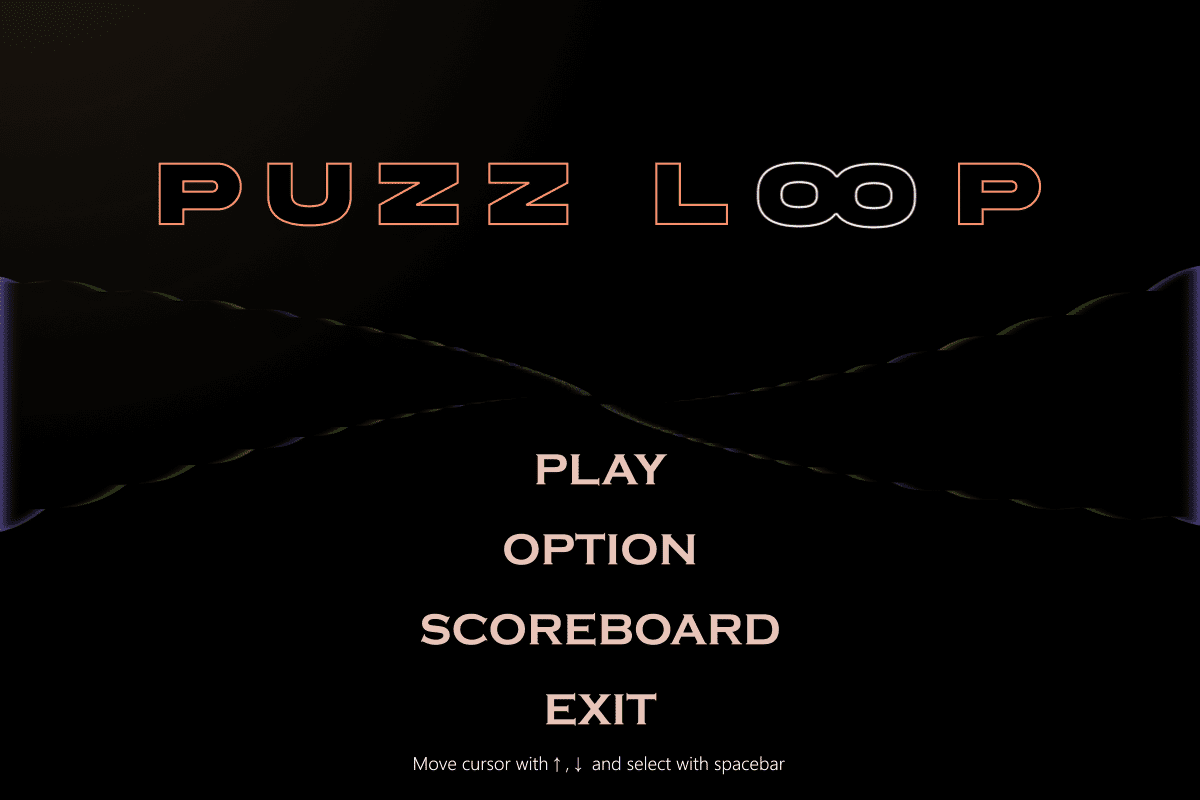 PUZZ LOOP
PLAY
OPTION
SCOREBOARD
EXIT
Move cursor with ↑ , ↓ and select with spacebar